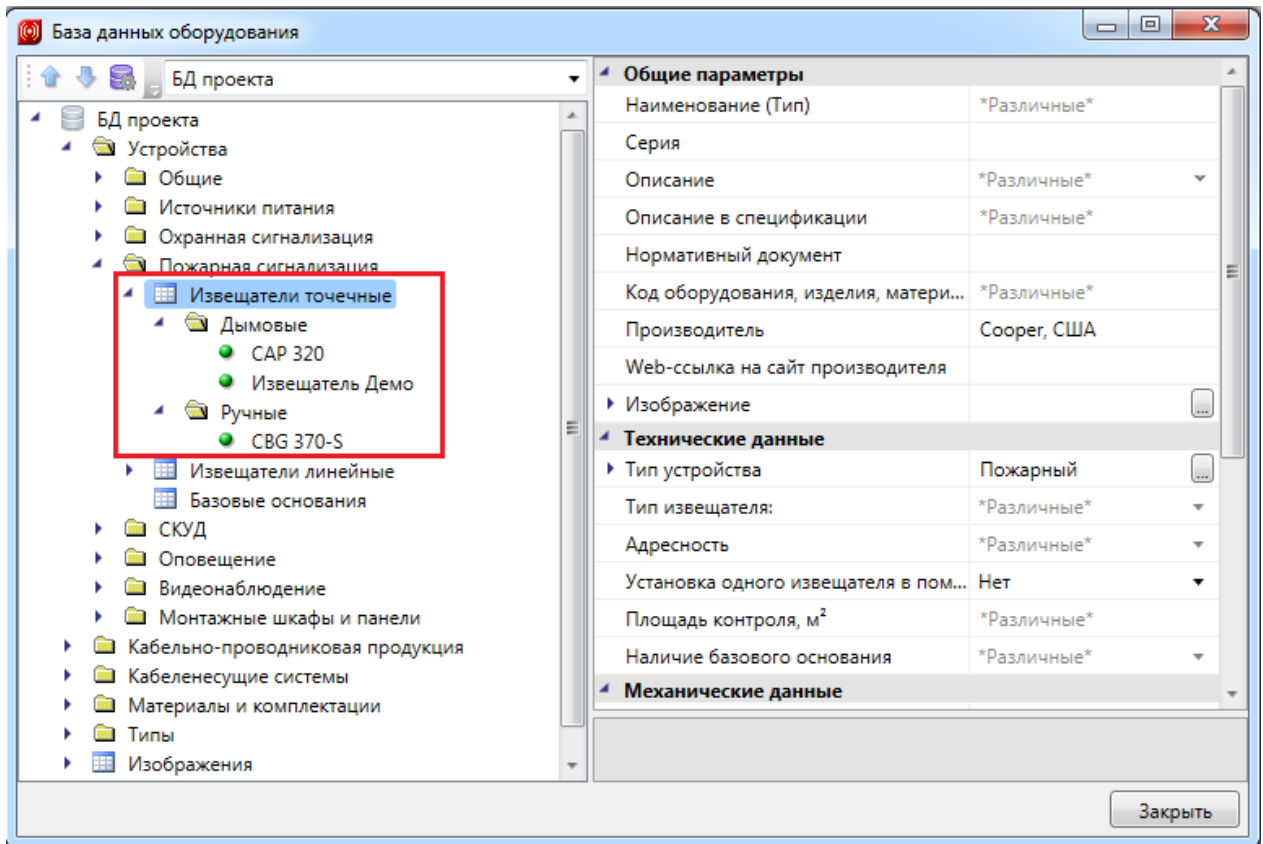 База данных оборудования
БД проекта
БД проекта
Устройства
Общие
Источники питания
Охранная сигнализация
Пожарная сигнализация
Извещатели точечные
Дымовые
CAP 320
Извещатель Демо
Ручные
CBG 370-S
Извещатели линейные
Базовые основания
СКУД
Оповещение
Видеонаблюдение
Монтажные шкафы и панели
Кабельно-проводниковая продукция
Кабеленесущие системы
Материалы и комплектации
Типы
Изображения
Общие параметры
Наименование (Тип) *Различные*
Серия
Описание *Различные*
Описание в спецификации *Различные*
Нормативный документ
Код оборудования, изделия, матери... *Различные*
Производитель Cooper, США
Web-ссылка на сайт производителя
Изображение ...
Технические данные
Тип устройства Пожарный ...
Тип извещателя: *Различные*
Адресность *Различные*
Установка одного извещателя в пом... Нет
Площадь контроля, м² *Различные*
Наличие базового основания *Различные*
Механические данные
Закрыть